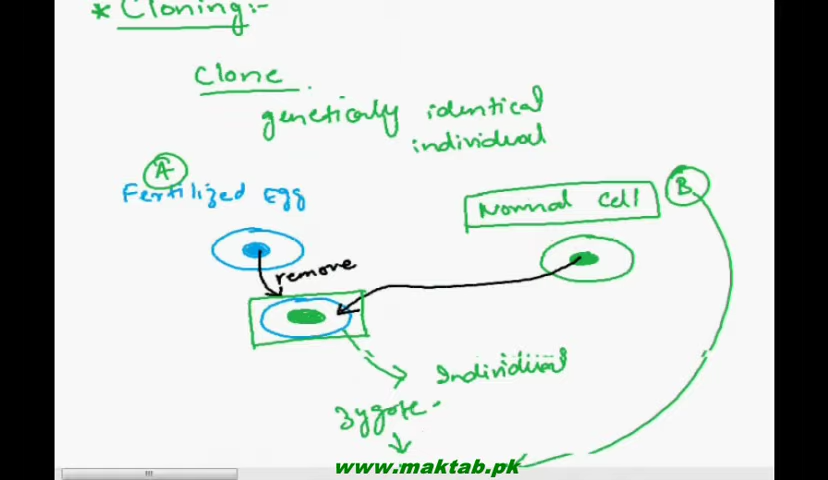 * Cloning:-
Clone
genetically identical
individual
A
Fertilized Egg
Normal Cell
B
remove
Individual
Zygote
www.maktab.pk